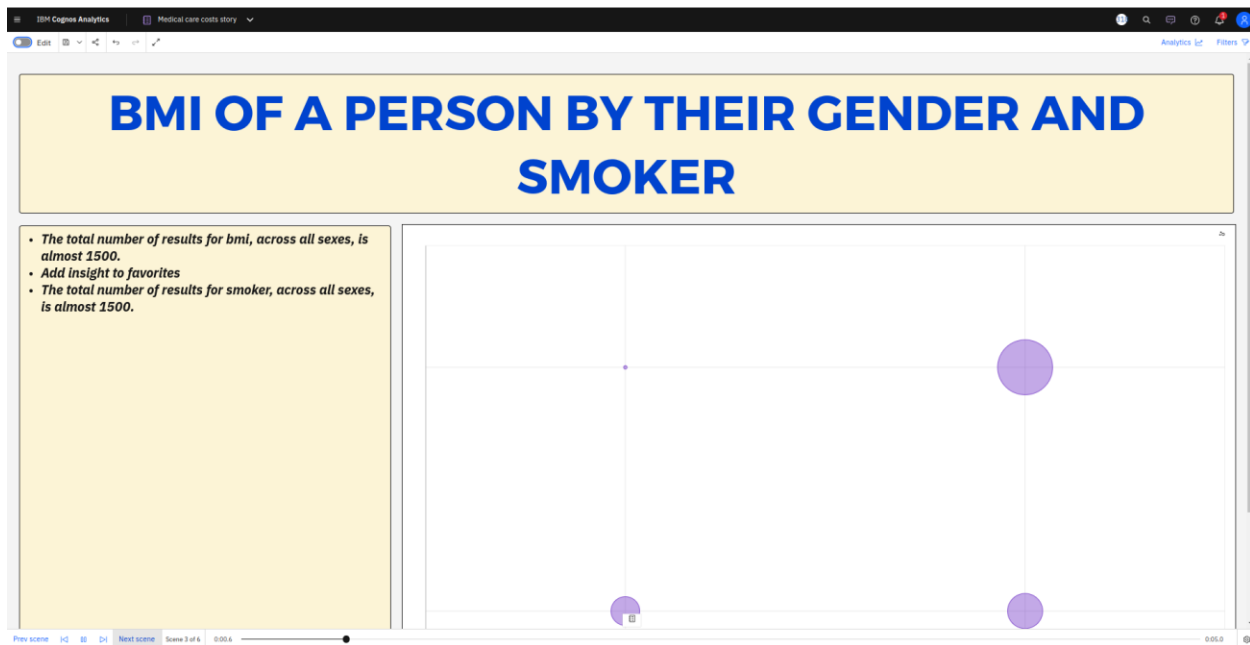 IBM Cognos Analytics
Medical care costs story
Edit
Analytics
Filters
BMI OF A PERSON BY THEIR GENDER AND
SMOKER
• The total number of results for bmi, across all sexes, is
almost 1500.
• Add insight to favorites
• The total number of results for smoker, across all sexes,
is almost 1500.
Prev scene
Next scene
Scene 3 of 6
0:00.6
0:05.0